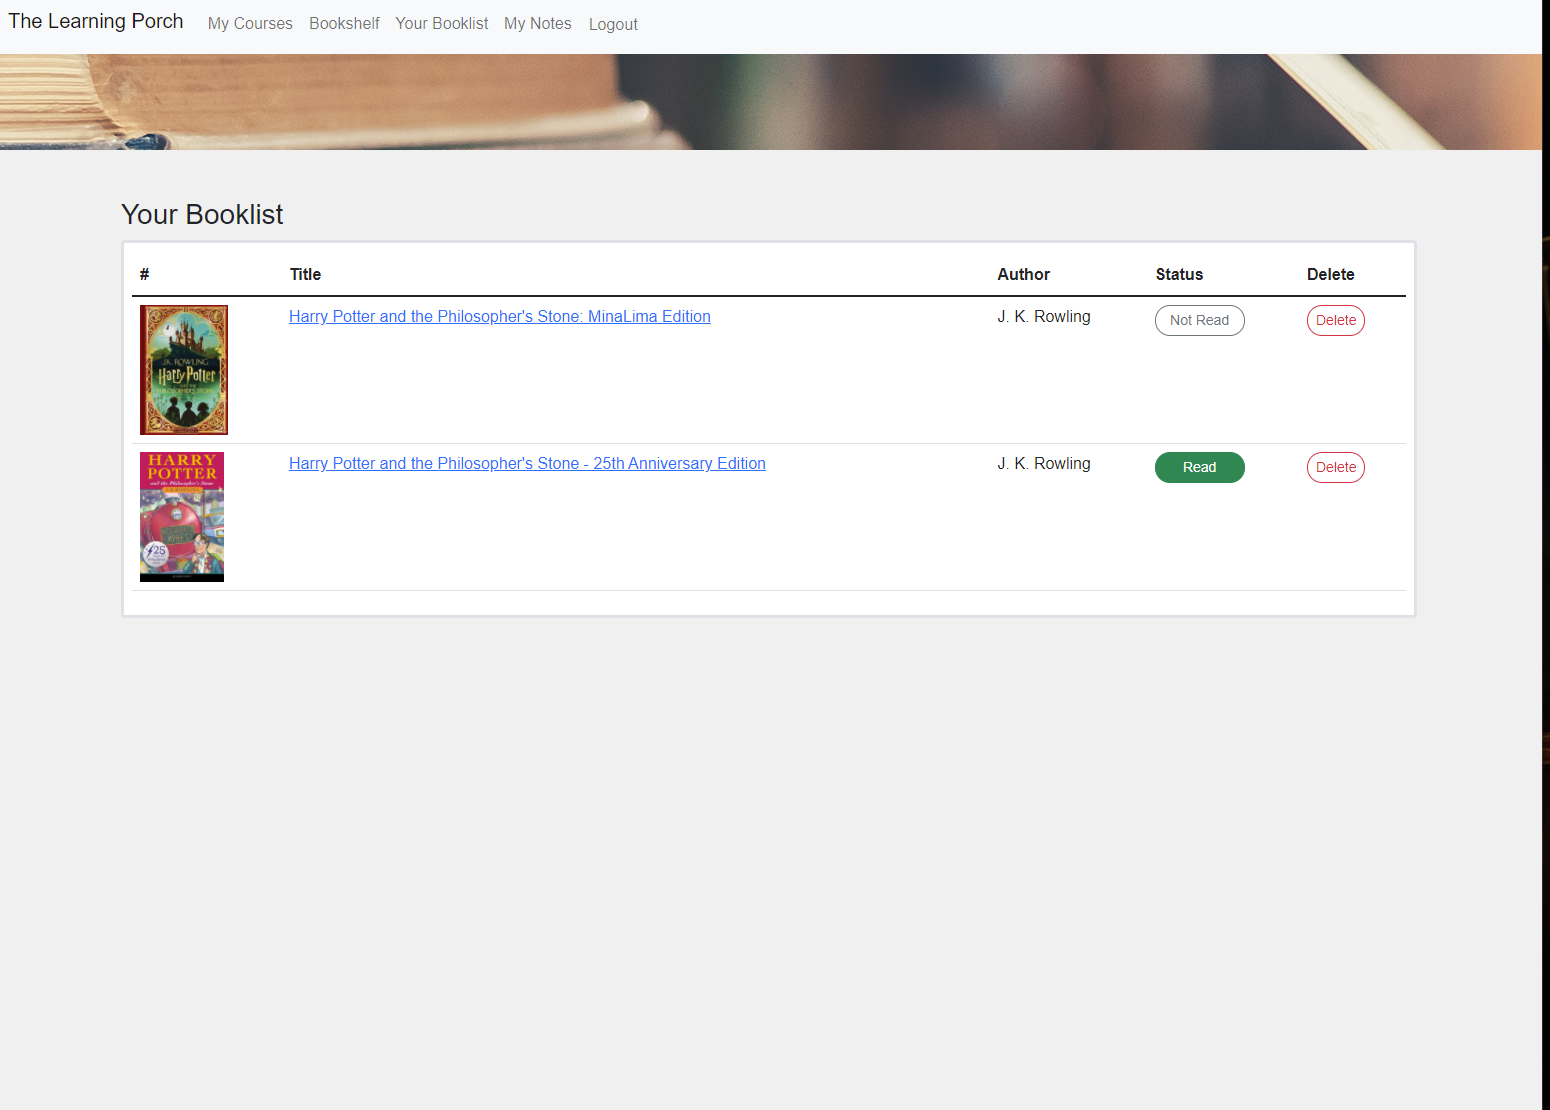 The Learning Porch My Courses Bookshelf Your Booklist My Notes Logout
Your Booklist
# Title Author Status Delete
Harry Potter and the Philosopher's Stone: MinaLima Edition J. K. Rowling Not Read Delete
J.K. ROWLING
Harry Potter
Harry Potter and the Philosopher's Stone - 25th Anniversary Edition J. K. Rowling Read Delete
HARRY
POTTER
and the Philosopher's Stone
25